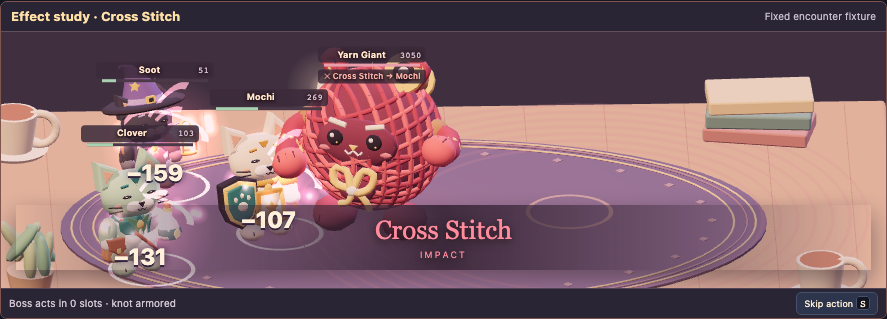 Effect study · Cross Stitch
Fixed encounter fixture
Yarn Giant 3050
× Cross Stitch → Mochi
Soot 51
Mochi 269
Clover 103
–159
–107
–131
Cross Stitch
IMPACT
Boss acts in 0 slots · knot armored
Skip action S